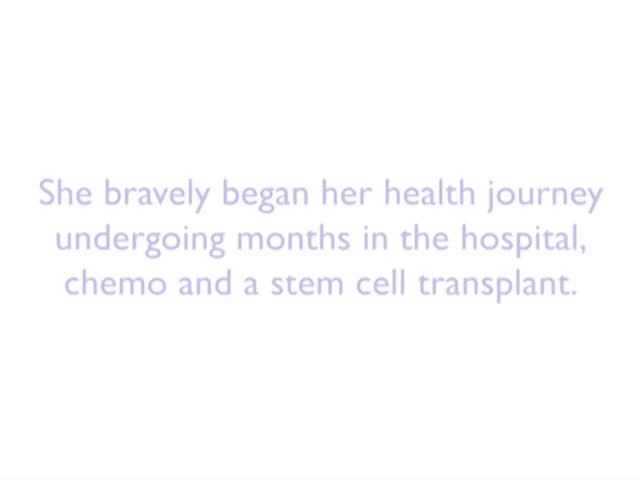 She bravely began her health journey
undergoing months in the hospital,
chemo and a stem cell transplant.